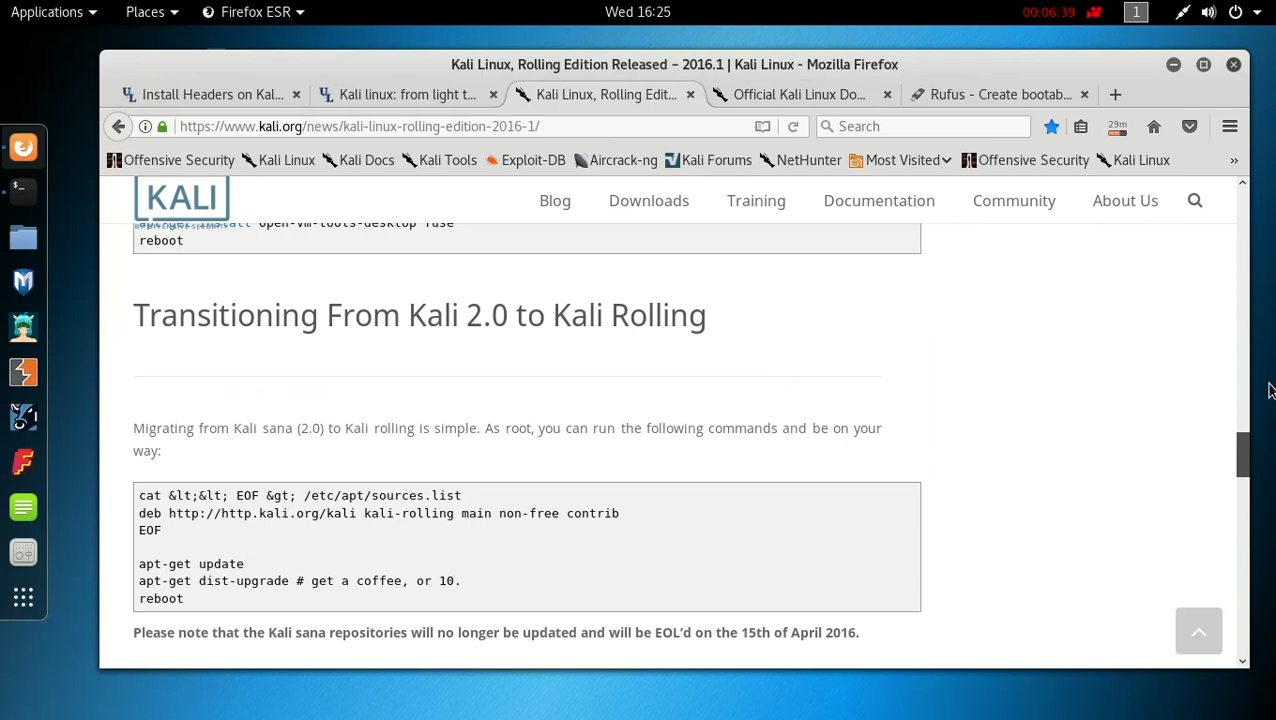 Applications Places Firefox ESR Wed 16:25 00:06:39 1
Kali Linux, Rolling Edition Released – 2016.1 | Kali Linux - Mozilla Firefox
Install Headers on Kal... × Kali linux: from light t... × Kali Linux, Rolling Edit... × Official Kali Linux Do... × Rufus - Create bootab... × +
https://www.kali.org/news/kali-linux-rolling-edition-2016-1/ Search 29m
Offensive Security Kali Linux Kali Docs Kali Tools Exploit-DB Aircrack-ng Kali Forums NetHunter Most Visited Offensive Security Kali Linux »
KALI Blog Downloads Training Documentation Community About Us
apt-get install open-vm-tools-desktop fuse
reboot
Transitioning From Kali 2.0 to Kali Rolling
Migrating from Kali sana (2.0) to Kali rolling is simple. As root, you can run the following commands and be on your
way:
cat &lt;&lt; EOF &gt; /etc/apt/sources.list
deb http://http.kali.org/kali kali-rolling main non-free contrib
EOF
apt-get update
apt-get dist-upgrade # get a coffee, or 10.
reboot
Please note that the Kali sana repositories will no longer be updated and will be EOL'd on the 15th of April 2016.